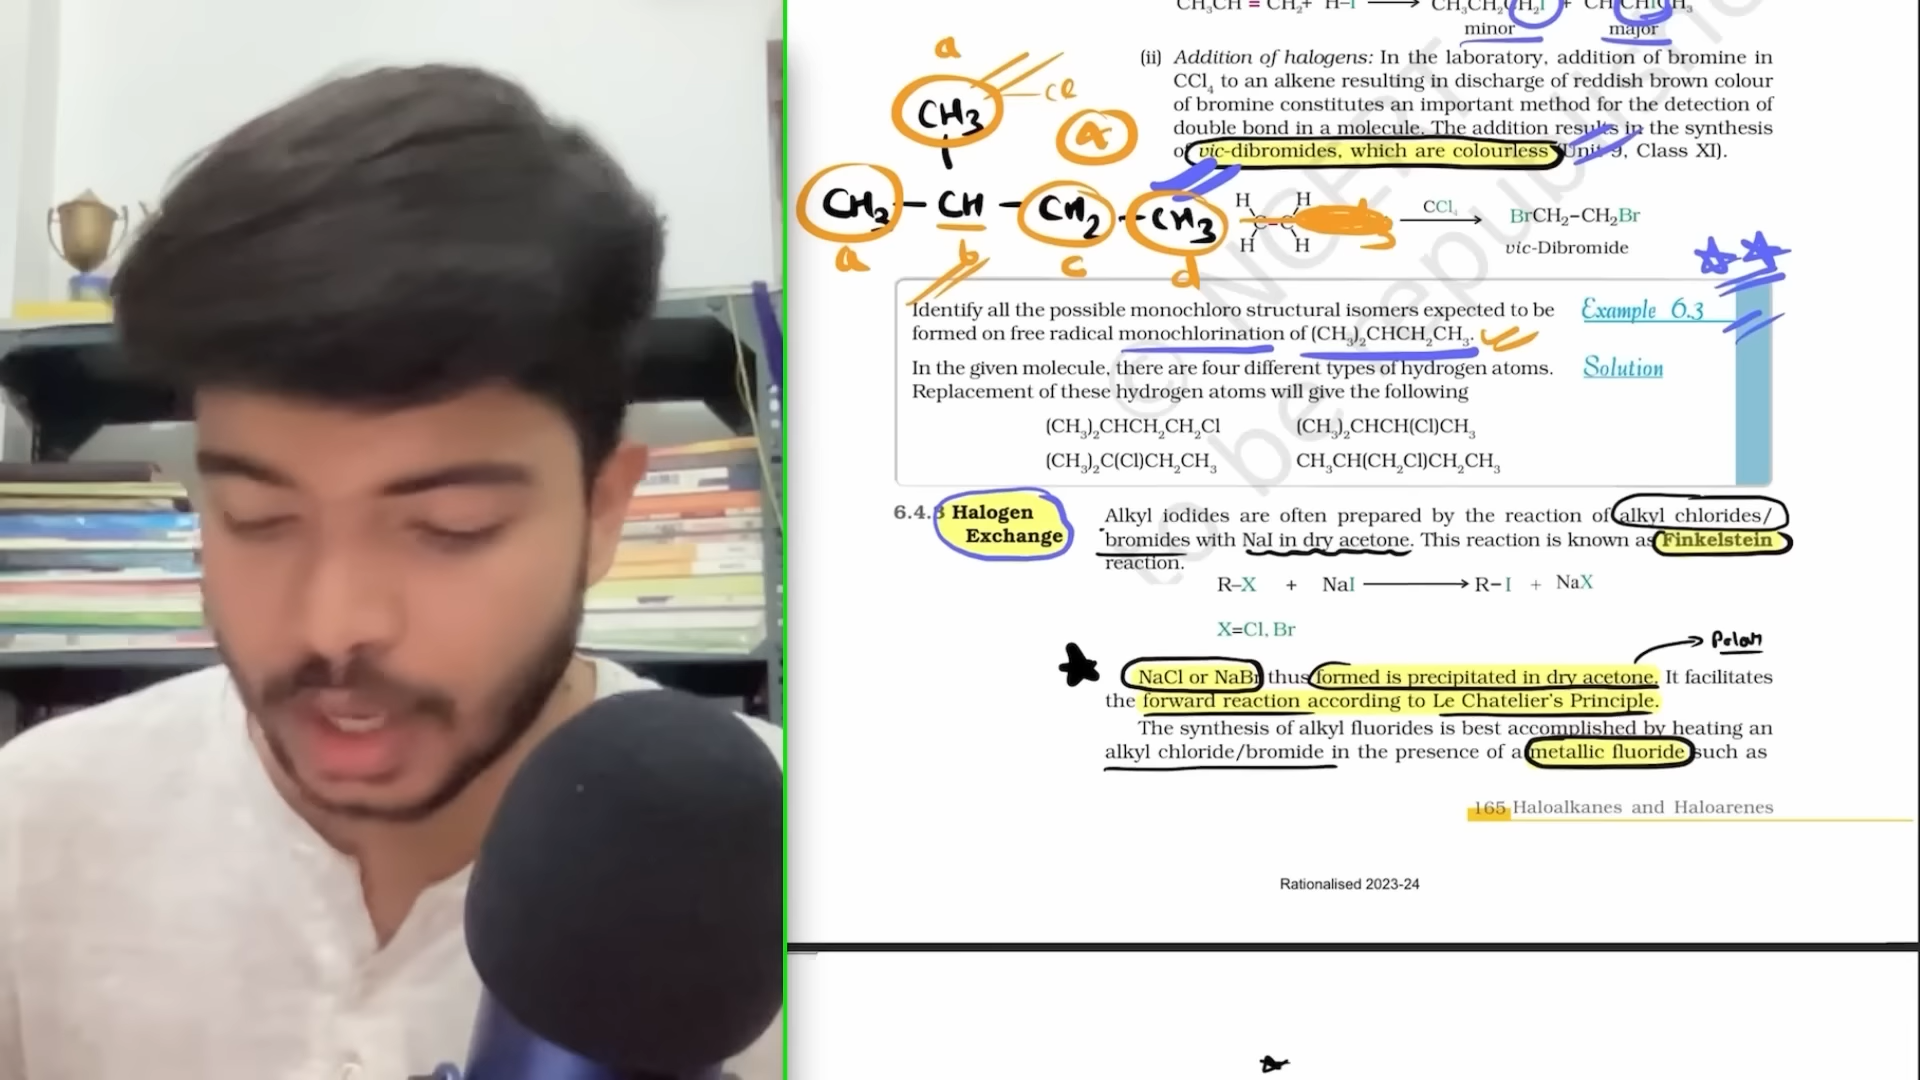 CH₃CH = CH₂+ H–I ⟶ CH₃CH₂CH₂I + CH₃CHICH₃
minor major
(ii) Addition of halogens: In the laboratory, addition of bromine in
CCl₄ to an alkene resulting in discharge of reddish brown colour
of bromine constitutes an important method for the detection of
double bond in a molecule. The addition results in the synthesis
of vic-dibromides, which are colourless (Unit 9, Class XI).
a
CH3
Cl
4
CH3 – CH – CH2 – CH3
a b c d
H H
C=C
H H
CCl₄
BrCH₂–CH₂Br
vic-Dibromide
Identify all the possible monochloro structural isomers expected to be
formed on free radical monochlorination of (CH₃)₂CHCH₂CH₃.
Example 6.3
In the given molecule, there are four different types of hydrogen atoms.
Replacement of these hydrogen atoms will give the following
Solution
(CH₃)₂CHCH₂CH₂Cl (CH₃)₂CHCH(Cl)CH₃
(CH₃)₂C(Cl)CH₂CH₃ CH₃CH(CH₂Cl)CH₂CH₃
6.4.3 Halogen
Exchange
Alkyl iodides are often prepared by the reaction of alkyl chlorides/
bromides with NaI in dry acetone. This reaction is known as Finkelstein
reaction.
R–X + NaI ⟶ R–I + NaX
X=Cl, Br
Polar
NaCl or NaBr thus formed is precipitated in dry acetone. It facilitates
the forward reaction according to Le Chatelier's Principle.
The synthesis of alkyl fluorides is best accomplished by heating an
alkyl chloride/bromide in the presence of a metallic fluoride such as
165 Haloalkanes and Haloarenes
Rationalised 2023-24
© NCERT
to be republished